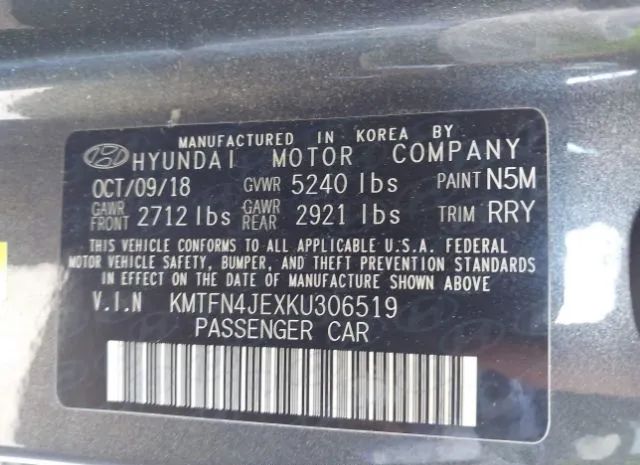 MANUFACTURED IN KOREA BY
HYUNDAI MOTOR COMPANY
OCT/09/18 GVWR 5240 lbs PAINT N5M
GAWR FRONT 2712 lbs GAWR REAR 2921 lbs TRIM RRY
THIS VEHICLE CONFORMS TO ALL APPLICABLE U.S.A. FEDERAL
MOTOR VEHICLE SAFETY, BUMPER, AND THEFT PREVENTION STANDARDS
IN EFFECT ON THE DATE OF MANUFACTURE SHOWN ABOVE
V.I.N KMTFN4JEXKU306519
PASSENGER CAR